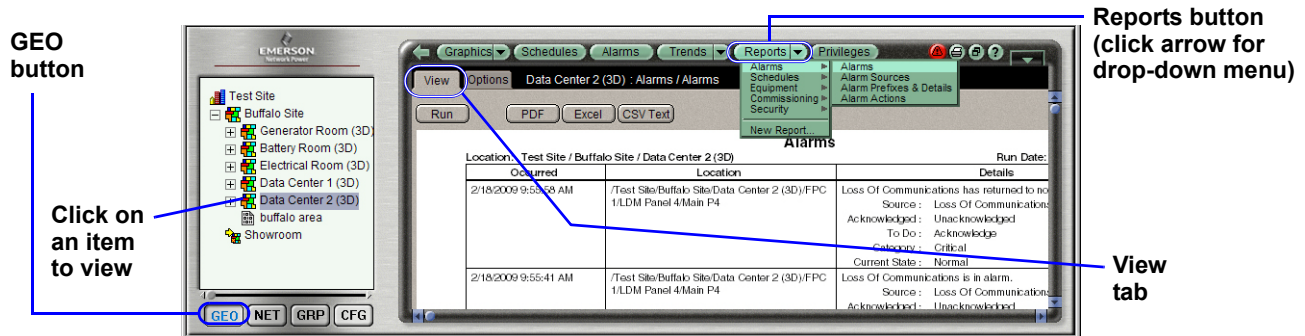 GEO
button
Click on
an item
to view
Reports button
(click arrow for
drop-down menu)
View
tab
EMERSON
Network Power
Test Site
Buffalo Site
Generator Room (3D)
Battery Room (3D)
Electrical Room (3D)
Data Center 1 (3D)
Data Center 2 (3D)
buffalo area
Showroom
GEO NET GRP CFG
Graphics Schedules Alarms Trends Reports Privileges
View Options Data Center 2 (3D) : Alarms / Alarms
Alarms
Schedules
Equipment
Commissioning
Security
New Report...
Alarms
Alarm Sources
Alarm Prefixes & Details
Alarm Actions
Run PDF Excel CSV Text
Alarms
Location: Test Site / Buffalo Site / Data Center 2 (3D) Run Date:
Occurred Location Details
2/18/2009 9:55:58 AM /Test Site/Buffalo Site/Data Center 2 (3D)/FPC Loss Of Communications has returned to no
1/LDM Panel 4/Main P4 Source : Loss Of Communications
Acknowledged : Unacknowledged
To Do : Acknowledge
Category : Critical
Current State : Normal
2/18/2009 9:55:41 AM /Test Site/Buffalo Site/Data Center 2 (3D)/FPC Loss Of Communications is in alarm.
1/LDM Panel 4/Main P4 Source : Loss Of Communications
Acknowledged : Unacknowledged